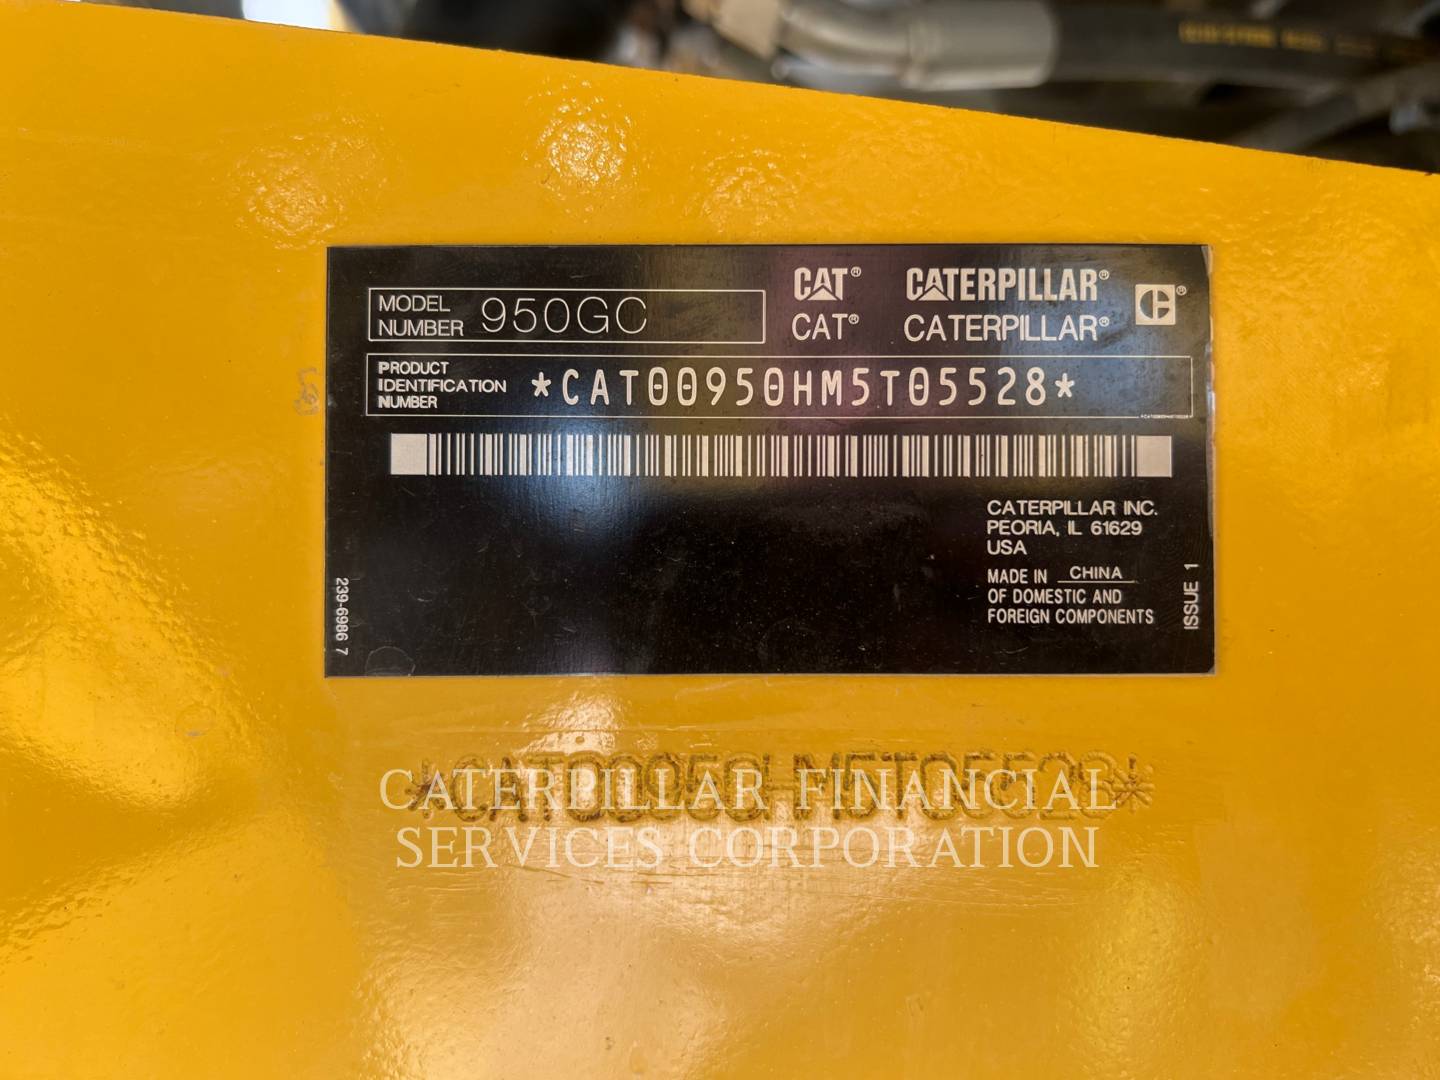 CAT® CATERPILLAR®
MODEL NUMBER 950GC
CAT® CATERPILLAR®
PRODUCT IDENTIFICATION NUMBER *CAT00950HM5T05528*
CATERPILLAR INC.
PEORIA, IL 61629
USA
MADE IN CHINA
OF DOMESTIC AND
FOREIGN COMPONENTS
ISSUE 1
239-6986 7
*CAT00950HM5T05528*
CATERPILLAR FINANCIAL
SERVICES CORPORATION